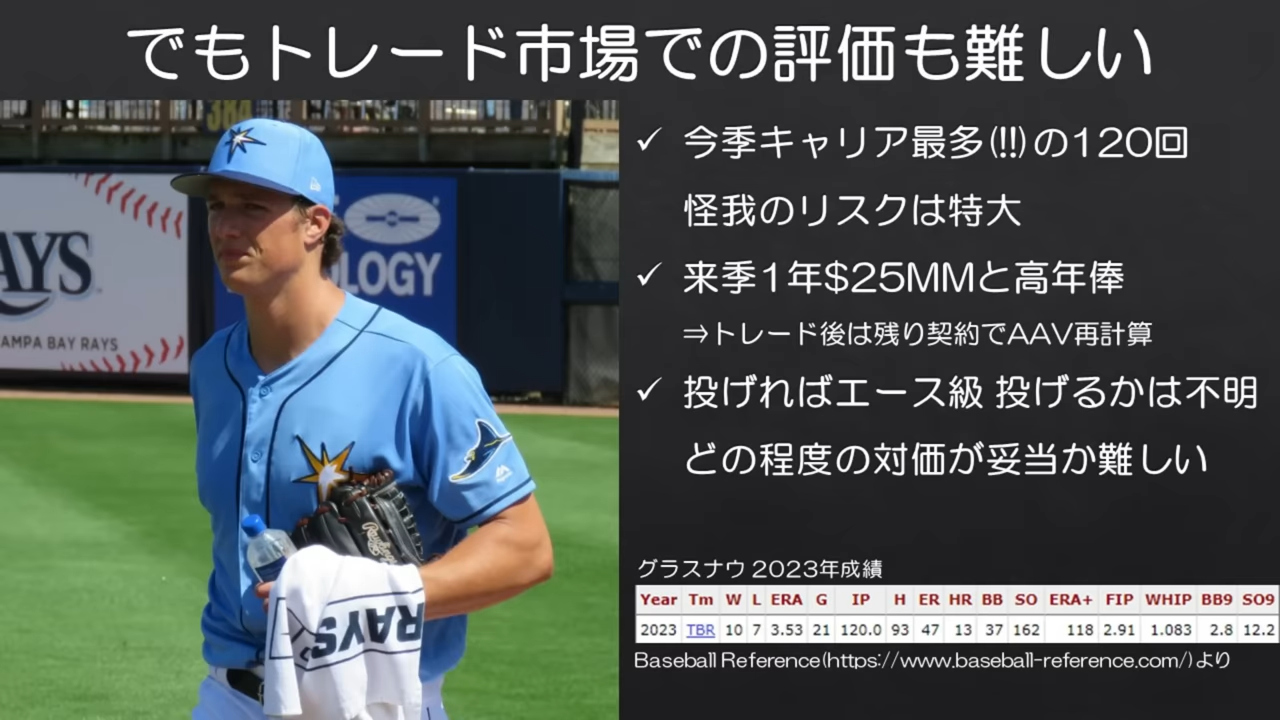 でもトレード市場での評価も難しい
388
AYS
TAMPA BAY RAYS
OLOGY
RAYS
✓ 今季キャリア最多(!!)の120回
怪我のリスクは特大
✓ 来季1年$25MMと高年俸
⇒トレード後は残り契約でAAV再計算
✓ 投げればエース級 投げるかは不明
どの程度の対価が妥当か難しい
グラスナウ 2023年成績
Year Tm W L ERA G IP H ER HR BB SO ERA+ FIP WHIP BB9 SO9
2023 TBR 10 7 3.53 21 120.0 93 47 13 37 162 118 2.91 1.083 2.8 12.2
Baseball Reference(https://www.baseball-reference.com/)より